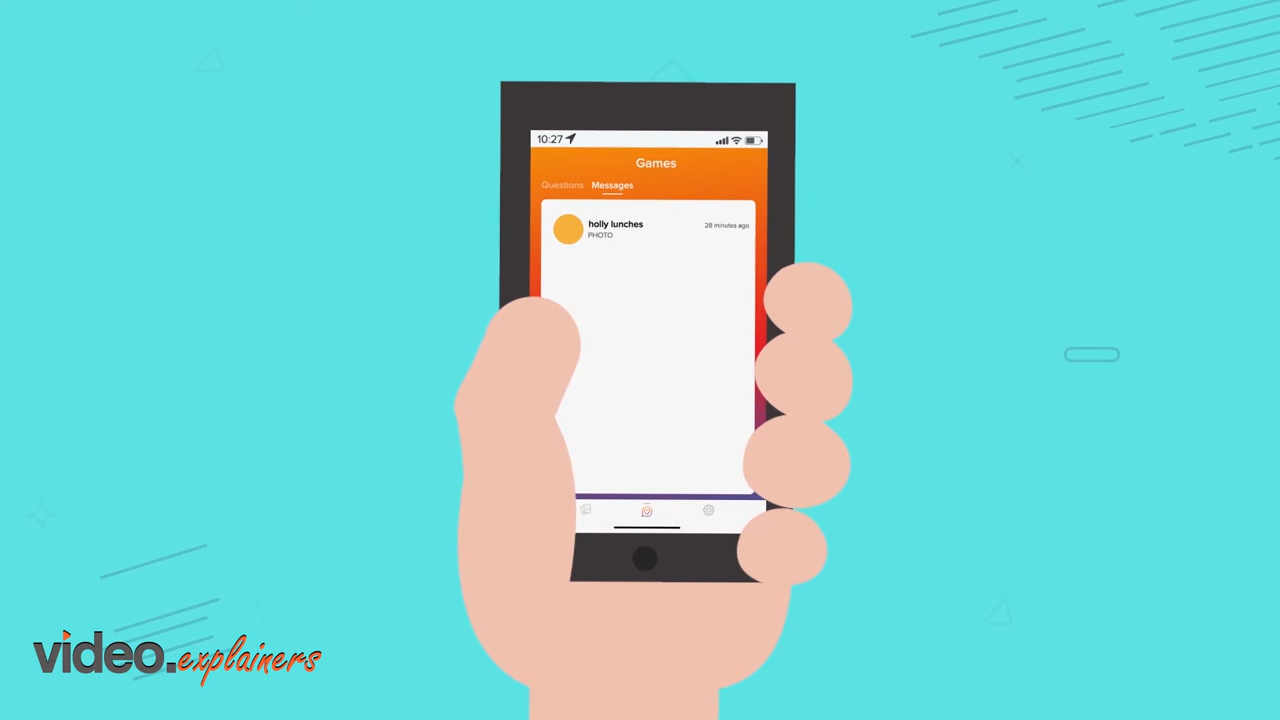 10:27
Games
Questions Messages
holly lunches 28 minutes ago
PHOTO
video.explainers